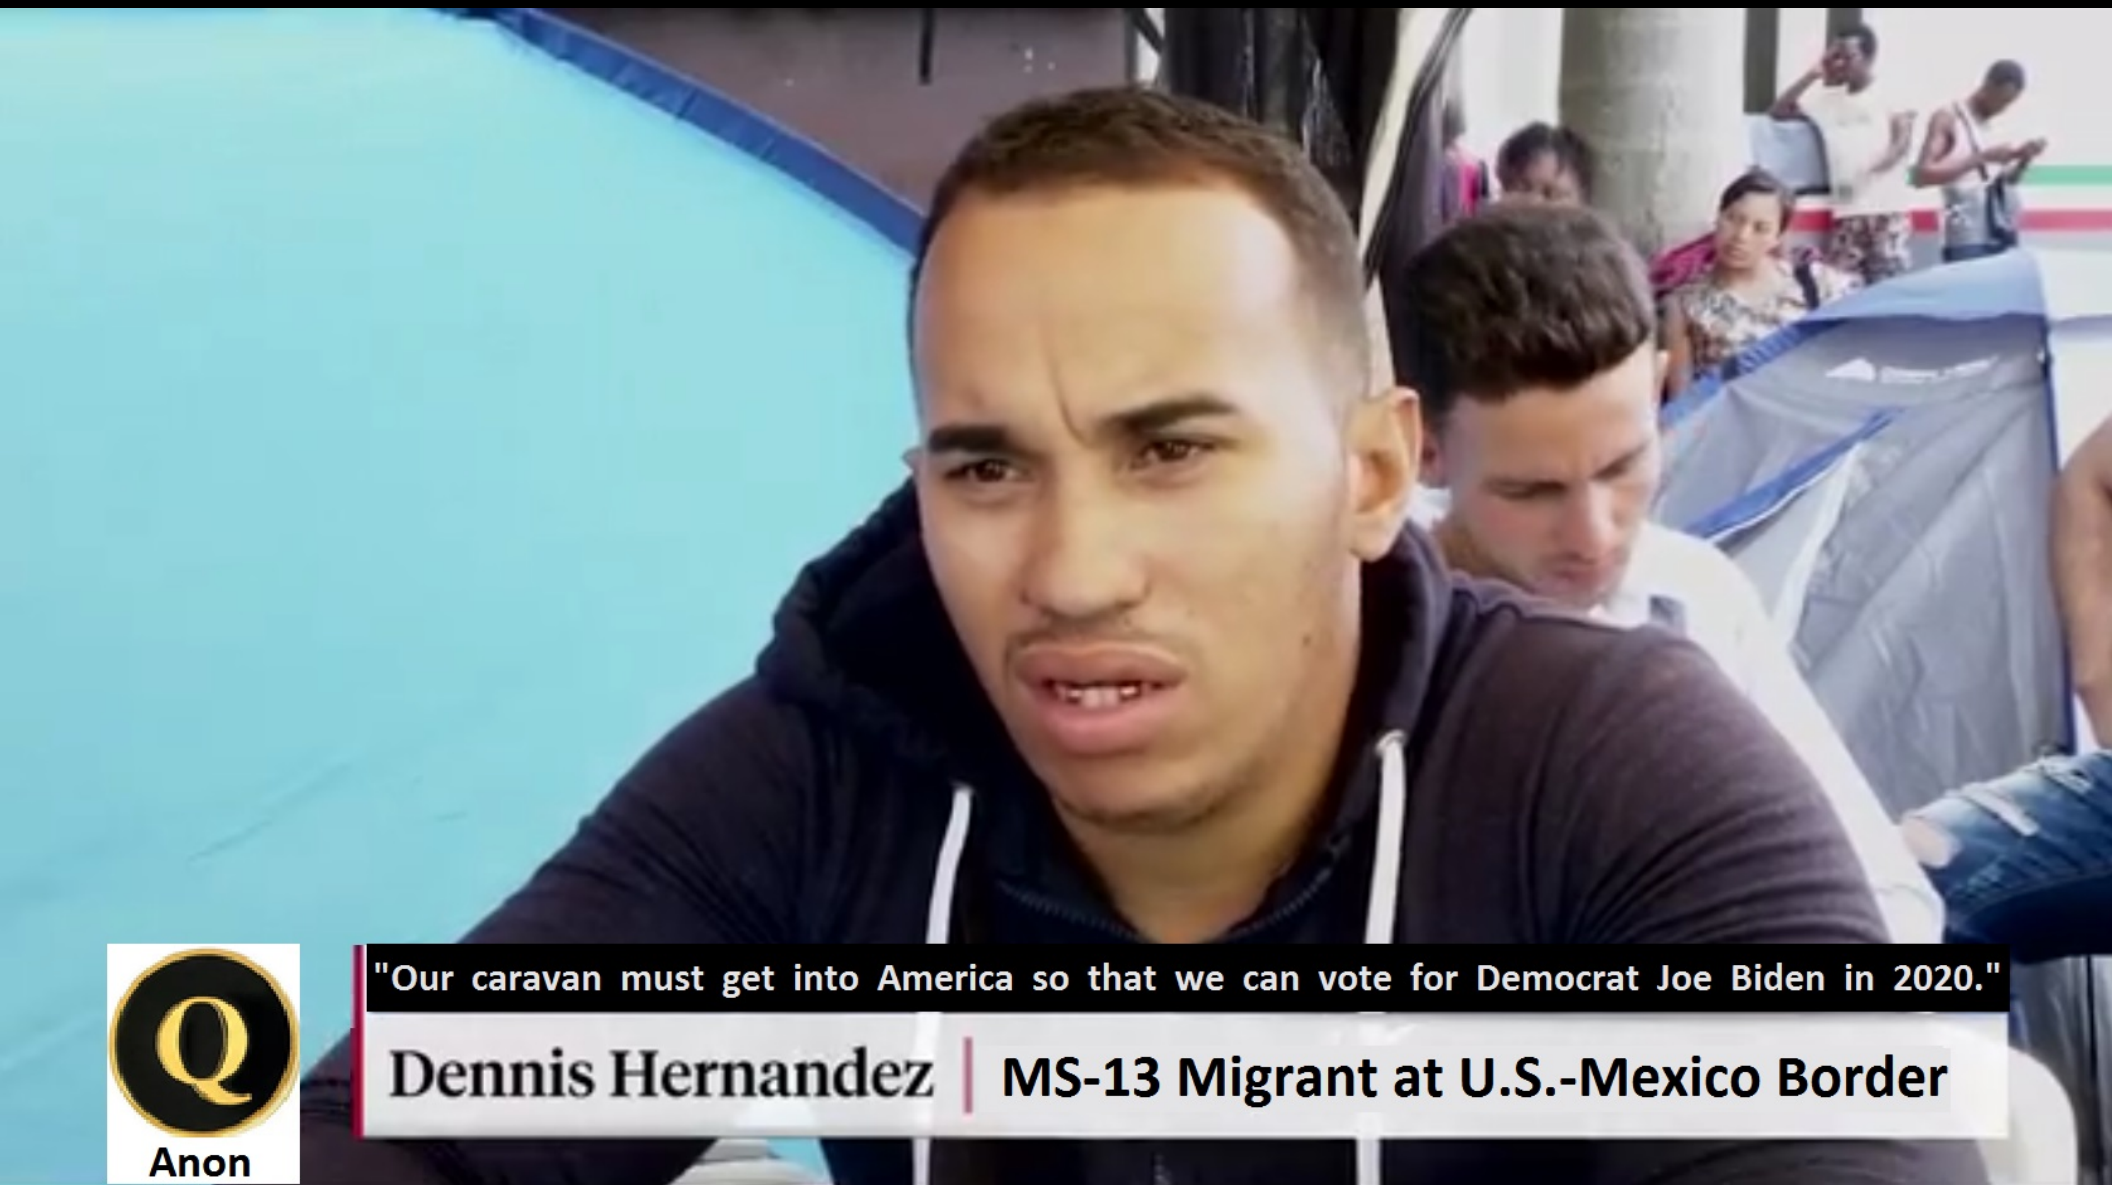 "Our caravan must get into America so that we can vote for Democrat Joe Biden in 2020."
Dennis Hernandez | MS-13 Migrant at U.S.-Mexico Border
Q
Anon